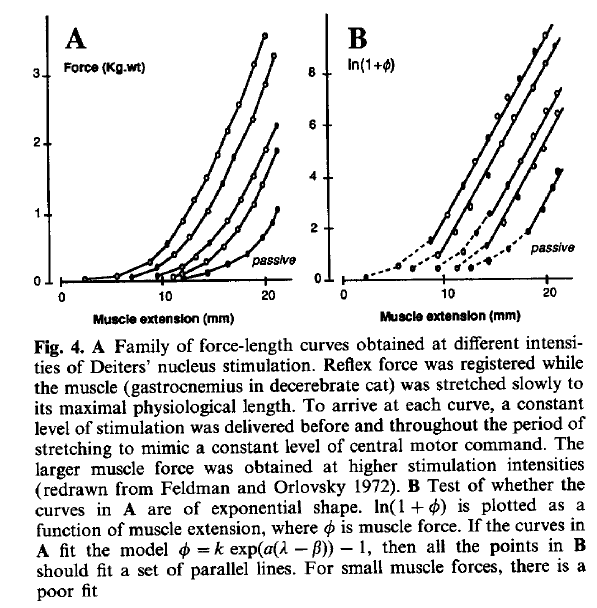 A
Force (Kg.wt)
3
2
1
0
0
10
20
passive
Muscle extension (mm)
B
ln(1+ϕ)
8
6
4
2
0
0
10
20
passive
Muscle extension (mm)
Fig. 4. A Family of force-length curves obtained at different intensi-
ties of Deiters' nucleus stimulation. Reflex force was registered while
the muscle (gastrocnemius in decerebrate cat) was stretched slowly to
its maximal physiological length. To arrive at each curve, a constant
level of stimulation was delivered before and throughout the period of
stretching to mimic a constant level of central motor command. The
larger muscle force was obtained at higher stimulation intensities
(redrawn from Feldman and Orlovsky 1972). B Test of whether the
curves in A are of exponential shape. ln(1 + ϕ) is plotted as a
function of muscle extension, where ϕ is muscle force. If the curves in
A fit the model ϕ = k exp(a(λ − β)) − 1, then all the points in B
should fit a set of parallel lines. For small muscle forces, there is a
poor fit